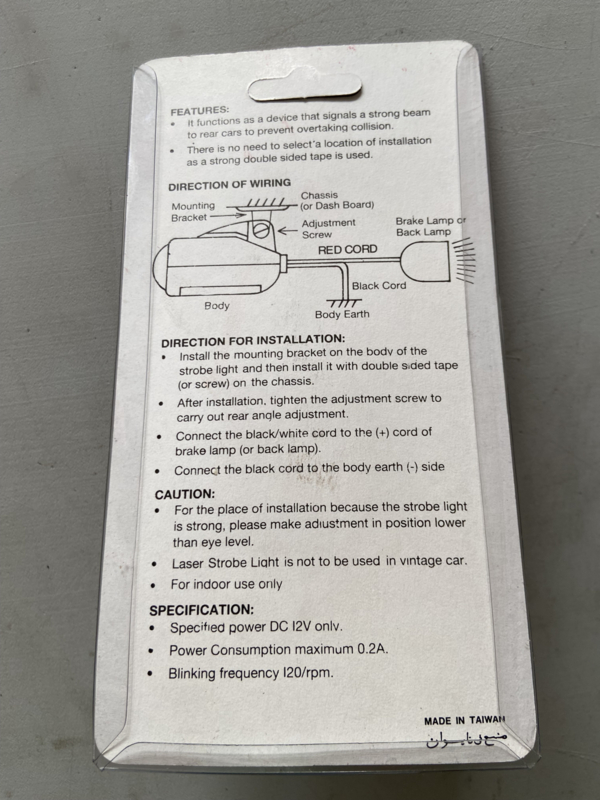 FEATURES:
• It functions as a device that signals a strong beam
to rear cars to prevent overtaking collision.
• There is no need to select a location of installation
as a strong double sided tape is used.
DIRECTION OF WIRING
Mounting
Bracket
Chassis
(or Dash Board)
Adjustment
Screw
Brake Lamp or
Back Lamp
RED CORD
Black Cord
Body
Body Earth
DIRECTION FOR INSTALLATION:
• Install the mounting bracket on the body of the
strobe light and then install it with double sided tape
(or screw) on the chassis.
• After installation, tighten the adjustment screw to
carry out rear angle adjustment.
• Connect the black/white cord to the (+) cord of
brake lamp (or back lamp).
• Connect the black cord to the body earth (-) side
CAUTION:
• For the place of installation because the strobe light
is strong, please make adjustment in position lower
than eye level.
• Laser Strobe Light is not to be used in vintage car.
• For indoor use only
SPECIFICATION:
• Specified power DC 12V only.
• Power Consumption maximum 0.2A.
• Blinking frequency 120/rpm.
MADE IN TAIWAN